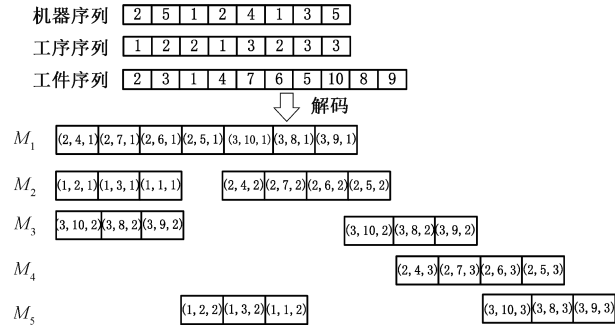 机器序列 2 5 1 2 4 1 3 5
工序序列 1 2 2 1 3 2 3 3
工件序列 2 3 1 4 7 6 5 10 8 9
解码
M1 (2, 4, 1) (2, 7, 1) (2, 6, 1) (2, 5, 1) (3, 10, 1) (3, 8, 1) (3, 9, 1)
M2 (1, 2, 1) (1, 3, 1) (1, 1, 1) (2, 4, 2) (2, 7, 2) (2, 6, 2) (2, 5, 2)
M3 (3, 10, 2) (3, 8, 2) (3, 9, 2) (3, 10, 2) (3, 8, 2) (3, 9, 2)
M4 (2, 4, 3) (2, 7, 3) (2, 6, 3) (2, 5, 3)
M5 (1, 2, 2) (1, 3, 2) (1, 1, 2) (3, 10, 3) (3, 8, 3) (3, 9, 3)